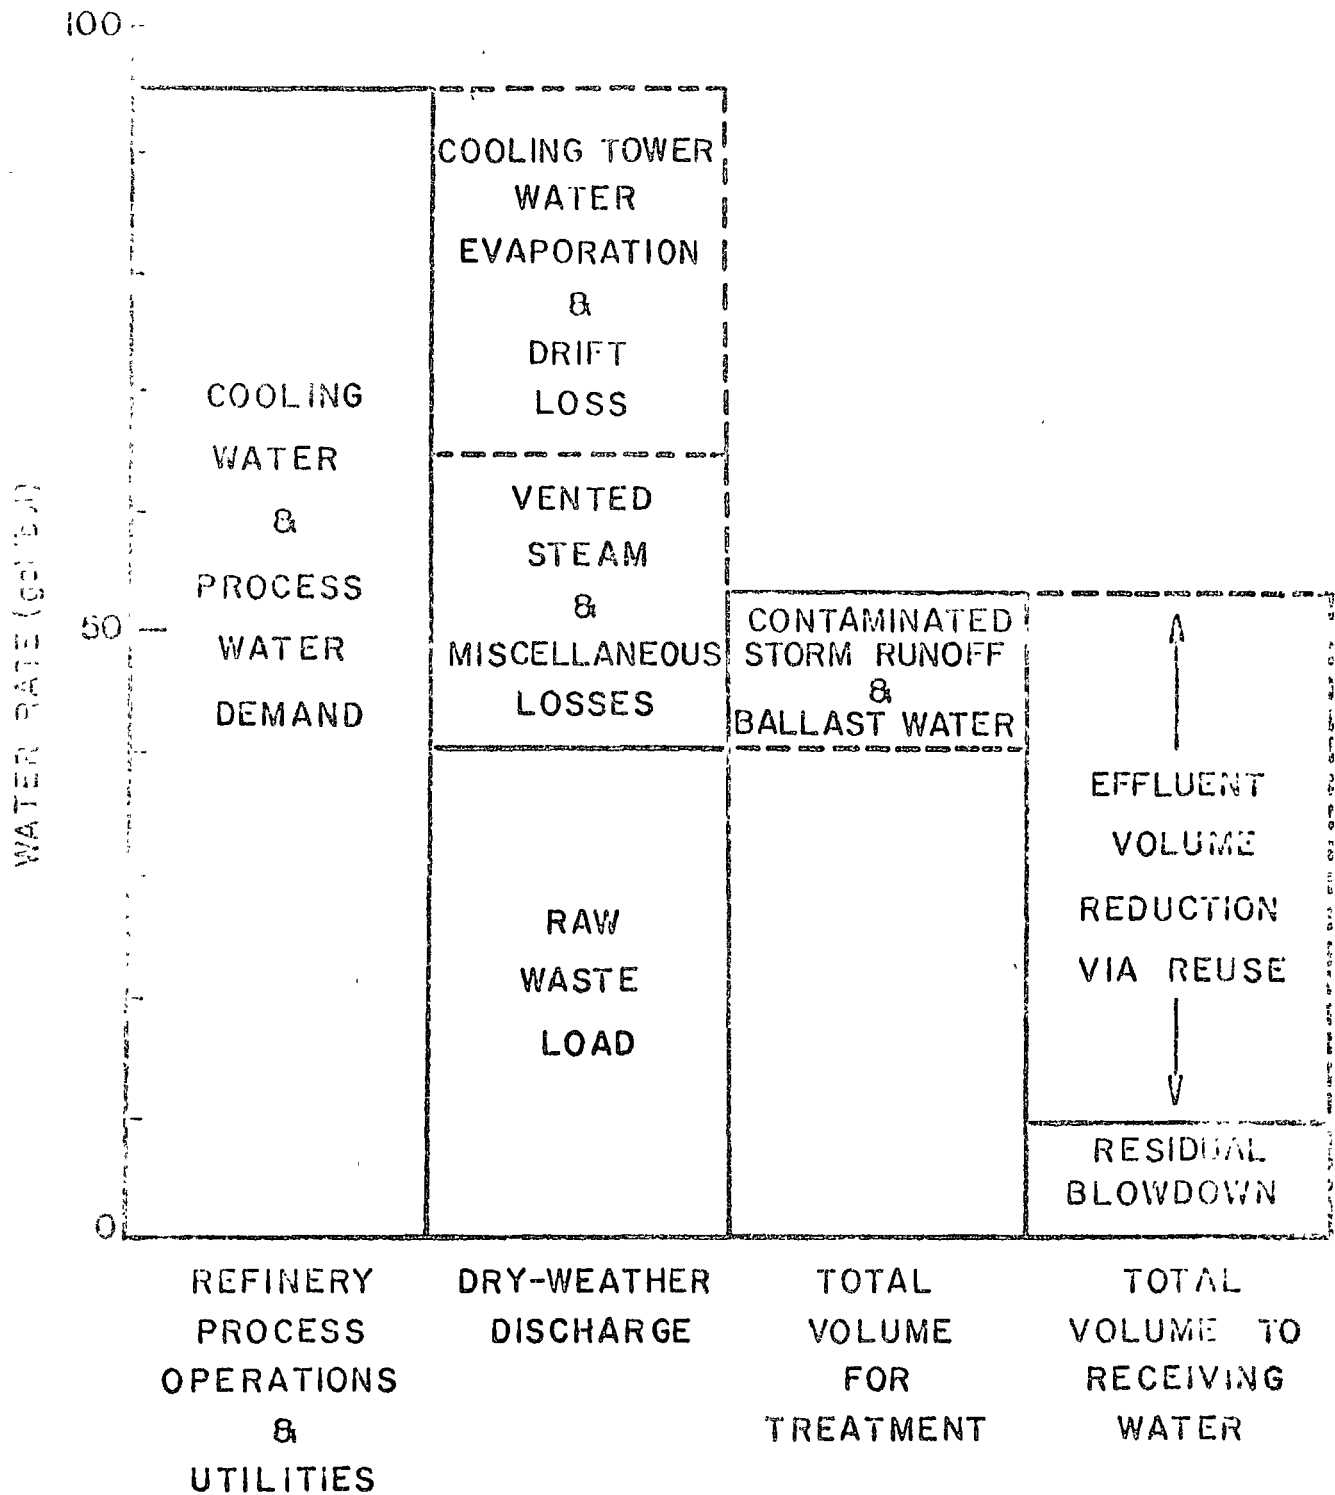 100
50
0
WATER RATE
COOLING
WATER
&
PROCESS
WATER
DEMAND
COOLING TOWER
WATER
EVAPORATION
&
DRIFT
LOSS
VENTED
STEAM
&
MISCELLANEOUS
LOSSES
RAW
WASTE
LOAD
CONTAMINATED
STORM RUNOFF
&
BALLAST WATER
EFFLUENT
VOLUME
REDUCTION
VIA REUSE
RESIDUAL
BLOWDOWN
REFINERY
PROCESS
OPERATIONS
&
UTILITIES
DRY-WEATHER
DISCHARGE
TOTAL
VOLUME
FOR
TREATMENT
TOTAL
VOLUME TO
RECEIVING
WATER